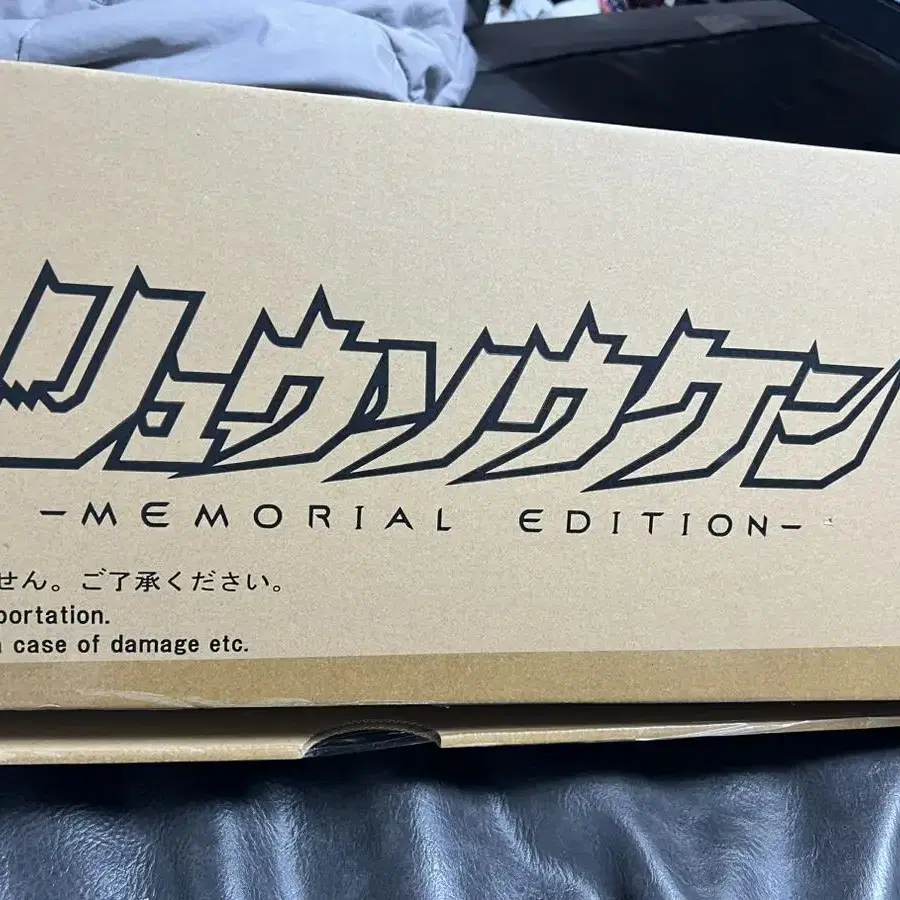 リュウソウケン
-MEMORIAL EDITION-
せん。ご了承ください。
portation.
a case of damage etc.